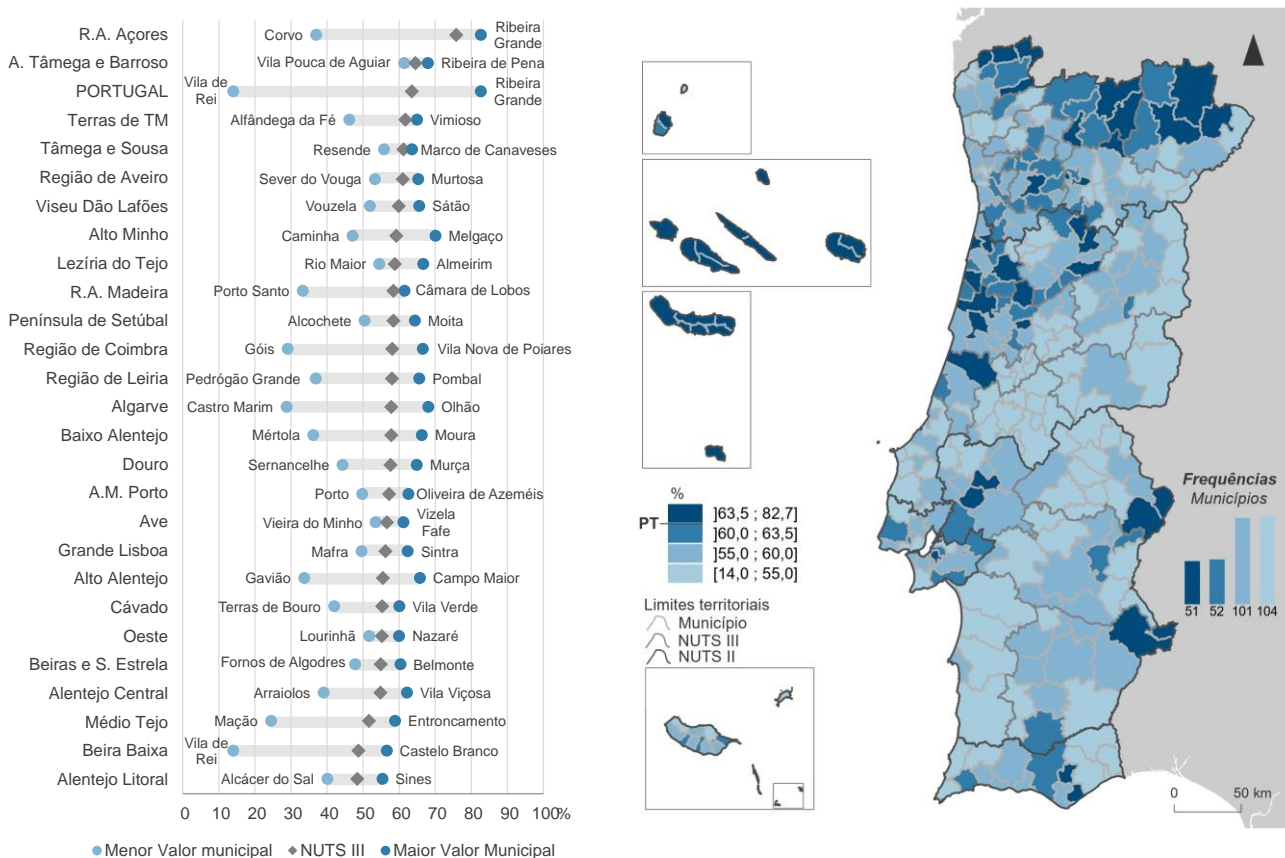 R.A. Açores Corvo Ribeira Grande
A. Tâmega e Barroso Vila Pouca de Aguiar Ribeira de Pena
PORTUGAL Vila de Rei Ribeira Grande
Terras de TM Alfândega da Fé Vimioso
Tâmega e Sousa Resende Marco de Canaveses
Região de Aveiro Sever do Vouga Murtosa
Viseu Dão Lafões Vouzela Sátão
Alto Minho Caminha Melgaço
Lezíria do Tejo Rio Maior Almeirim
R.A. Madeira Porto Santo Câmara de Lobos
Península de Setúbal Alcochete Moita
Região de Coimbra Góis Vila Nova de Poiares
Região de Leiria Pedrógão Grande Pombal
Algarve Castro Marim Olhão
Baixo Alentejo Mértola Moura
Douro Sernancelhe Murça
A.M. Porto Porto Oliveira de Azeméis
Ave Vieira do Minho Vizela Fafe
Grande Lisboa Mafra Sintra
Alto Alentejo Gavião Campo Maior
Cávado Terras de Bouro Vila Verde
Oeste Lourinhã Nazaré
Beiras e S. Estrela Fornos de Algodres Belmonte
Alentejo Central Arraiolos Vila Viçosa
Médio Tejo Mação Entroncamento
Beira Baixa Vila de Rei Castelo Branco
Alentejo Litoral Alcácer do Sal Sines
0 10 20 30 40 50 60 70 80 90 100%
Menor Valor municipal NUTS III Maior Valor Municipal
%
]63,5 ; 82,7]
PT
]60,0 ; 63,5]
]55,0 ; 60,0]
[14,0 ; 55,0]
Limites territoriais
Município
NUTS III
NUTS II
Frequências
Municípios
51 52 101 104
0 50 km